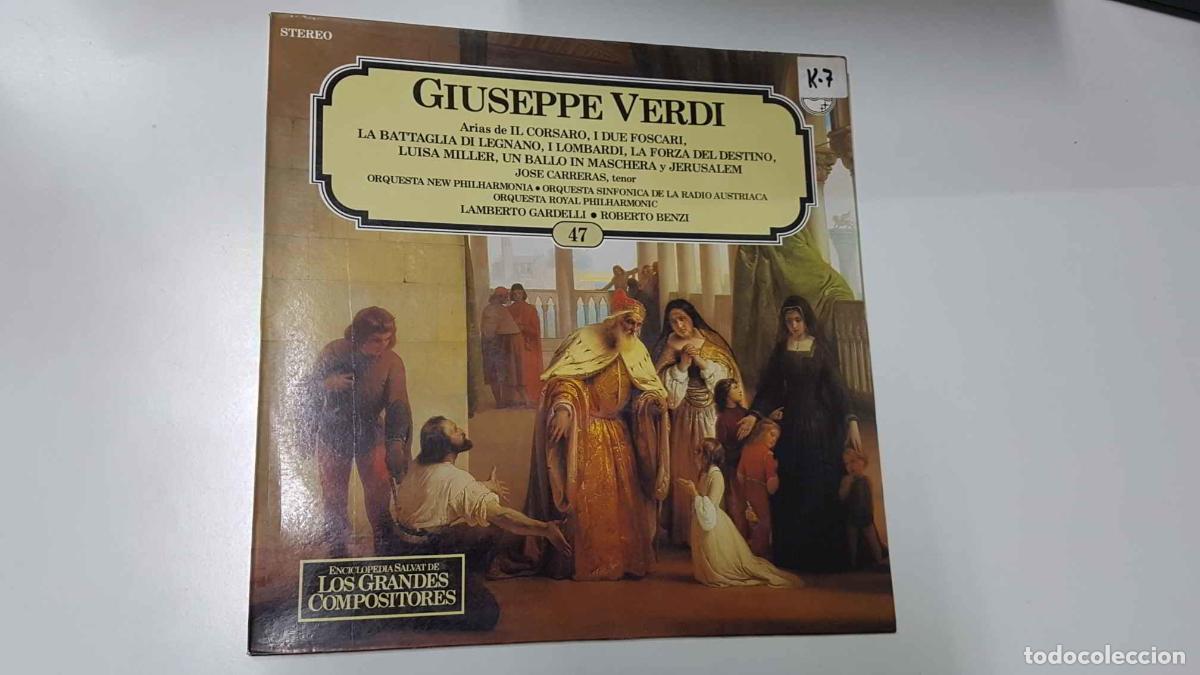 STEREO
K-7
GIUSEPPE VERDI
Arias de IL CORSARO, I DUE FOSCARI,
LA BATTAGLIA DI LEGNANO, I LOMBARDI, LA FORZA DEL DESTINO,
LUISA MILLER, UN BALLO IN MASCHERA y JERUSALEM
JOSE CARRERAS, tenor
ORQUESTA NEW PHILHARMONIA • ORQUESTA SINFONICA DE LA RADIO AUSTRIACA
ORQUESTA ROYAL PHILHARMONIC
LAMBERTO GARDELLI • ROBERTO BENZI
47
ENCICLOPEDIA SALVAT DE
LOS GRANDES
COMPOSITORES
todocoleccion